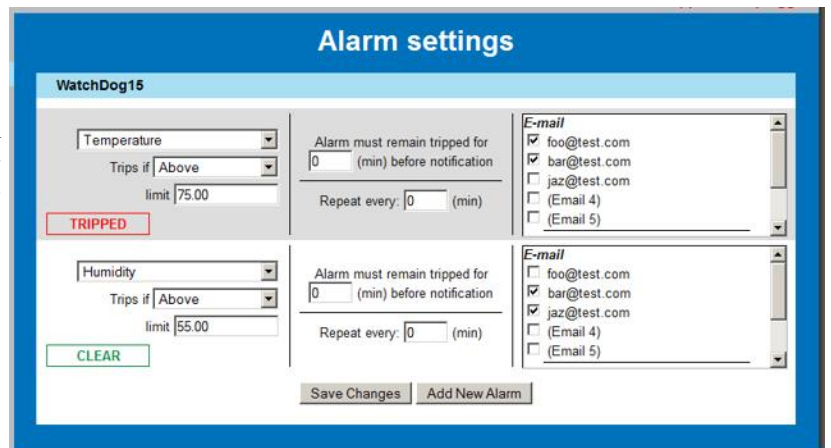 Alarm settings
WatchDog15
Temperature
Trips if Above
limit 75.00
TRIPPED
Alarm must remain tripped for
0 (min) before notification
Repeat every: 0 (min)
E-mail
foo@test.com
bar@test.com
jaz@test.com
(Email 4)
(Email 5)
Humidity
Trips if Above
limit 55.00
CLEAR
Alarm must remain tripped for
0 (min) before notification
Repeat every: 0 (min)
E-mail
foo@test.com
bar@test.com
jaz@test.com
(Email 4)
(Email 5)
Save Changes Add New Alarm